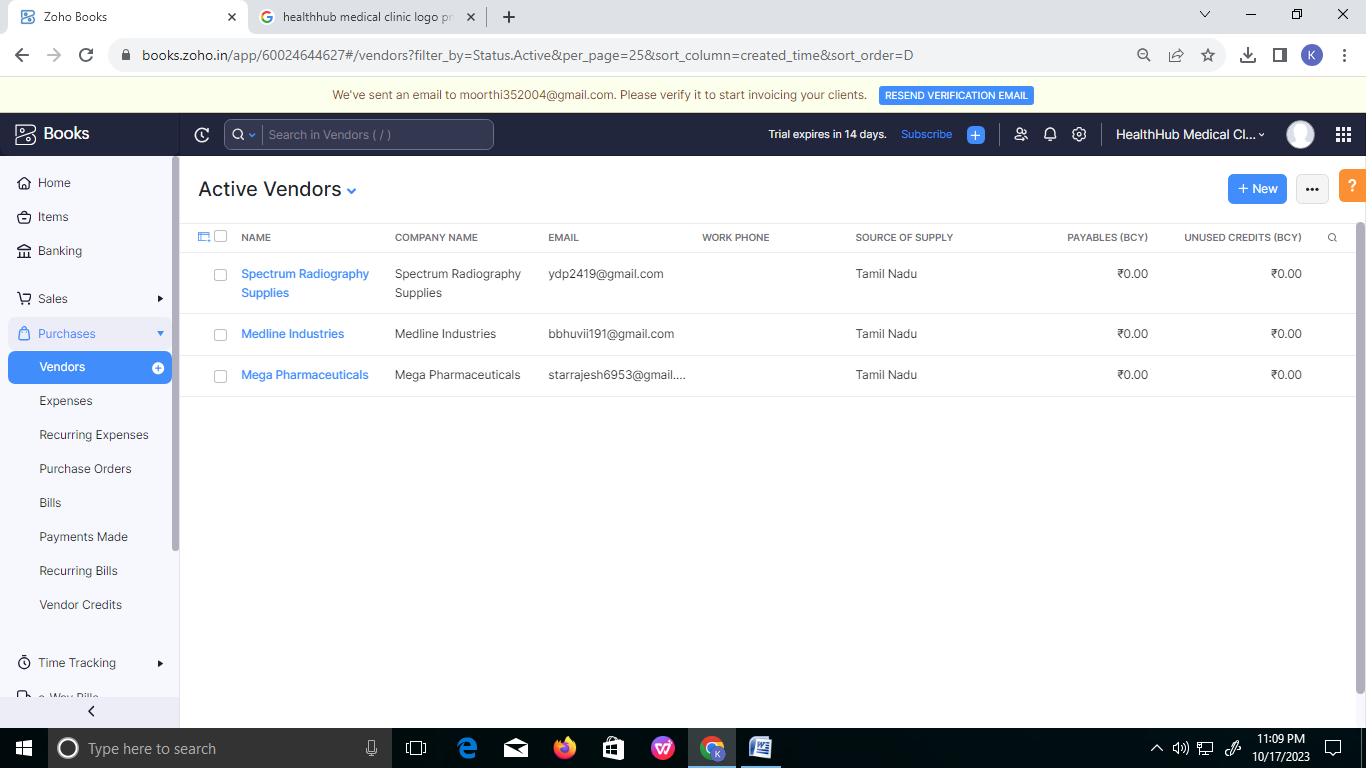 Zoho Books
healthhub medical clinic logo pr
books.zoho.in/app/60024644627#/vendors?filter_by=Status.Active&per_page=25&sort_column=created_time&sort_order=D
K
We've sent an email to moorthi352004@gmail.com. Please verify it to start invoicing your clients. RESEND VERIFICATION EMAIL
Books
Search in Vendors ( / )
Trial expires in 14 days. Subscribe
HealthHub Medical Cl...
Home
Items
Banking
Sales
Purchases
Vendors
Expenses
Recurring Expenses
Purchase Orders
Bills
Payments Made
Recurring Bills
Vendor Credits
Time Tracking
e-Way Bills
Active Vendors
+ New
?
NAME COMPANY NAME EMAIL WORK PHONE SOURCE OF SUPPLY PAYABLES (BCY) UNUSED CREDITS (BCY)
Spectrum Radiography Spectrum Radiography ydp2419@gmail.com Tamil Nadu ₹0.00 ₹0.00
Supplies Supplies
Medline Industries Medline Industries bbhuvii191@gmail.com Tamil Nadu ₹0.00 ₹0.00
Mega Pharmaceuticals Mega Pharmaceuticals starrajesh6953@gmail.... Tamil Nadu ₹0.00 ₹0.00
Type here to search
11:09 PM
10/17/2023